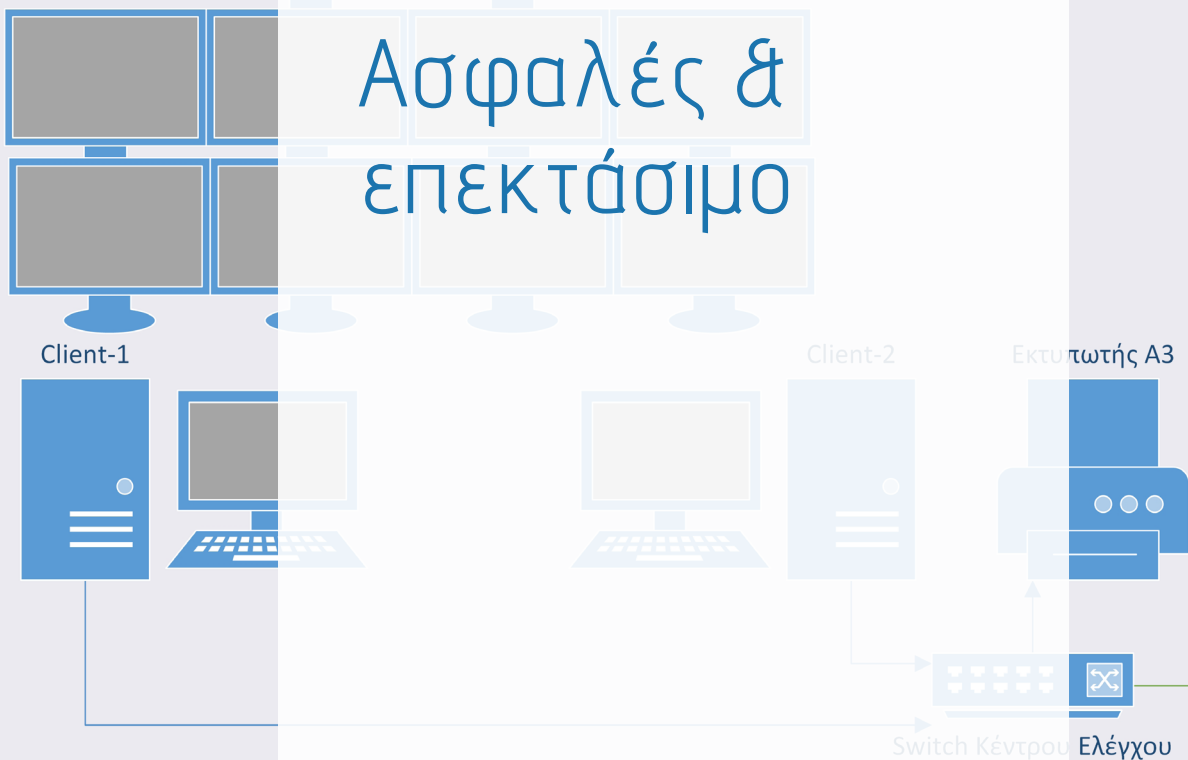 Ασφαλές &
επεκτάσιμο
Client-1
Client-2
Εκτυπωτής Α3
Switch Κέντρου Ελέγχου